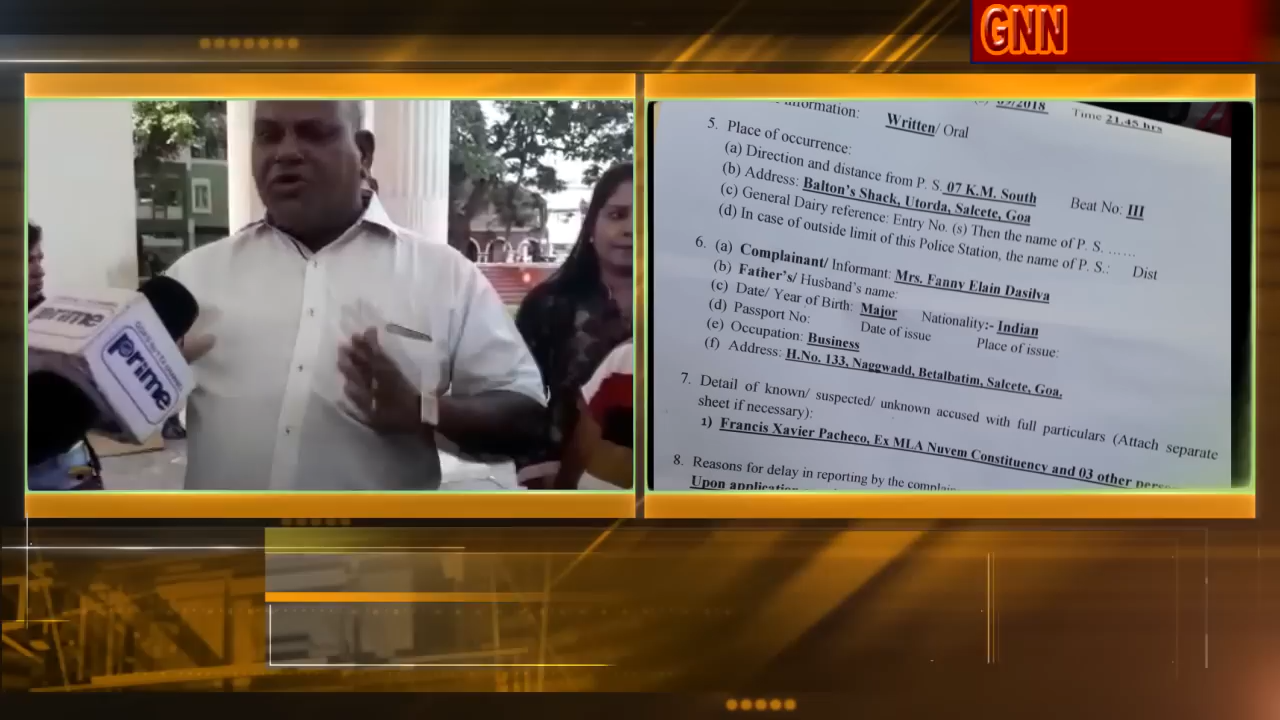 GNN
prime
prime
information:
Written/ Oral
09/2018
Time 21.45 hrs
5. Place of occurrence:
(a) Direction and distance from P. S. 07 K.M. South
Beat No: III
(b) Address: Balton's Shack, Utorda, Salcete, Goa
(c) General Dairy reference: Entry No. (s) Then the name of P. S. ......
(d) In case of outside limit of this Police Station, the name of P. S.: Dist
6. (a) Complainant/ Informant: Mrs. Fanny Elain Dasilva
(b) Father's/ Husband's name:
(c) Date/ Year of Birth: Major Nationality:- Indian
(d) Passport No: Date of issue Place of issue:
(e) Occupation: Business
(f) Address: H.No. 133, Naggwadd, Betalbatim, Salcete, Goa.
7. Detail of known/ suspected/ unknown accused with full particulars (Attach separate
sheet if necessary):
1) Francis Xavier Pacheco, Ex MLA Nuvem Constituency and 03 other
8. Reasons for delay in reporting by the
Upon application